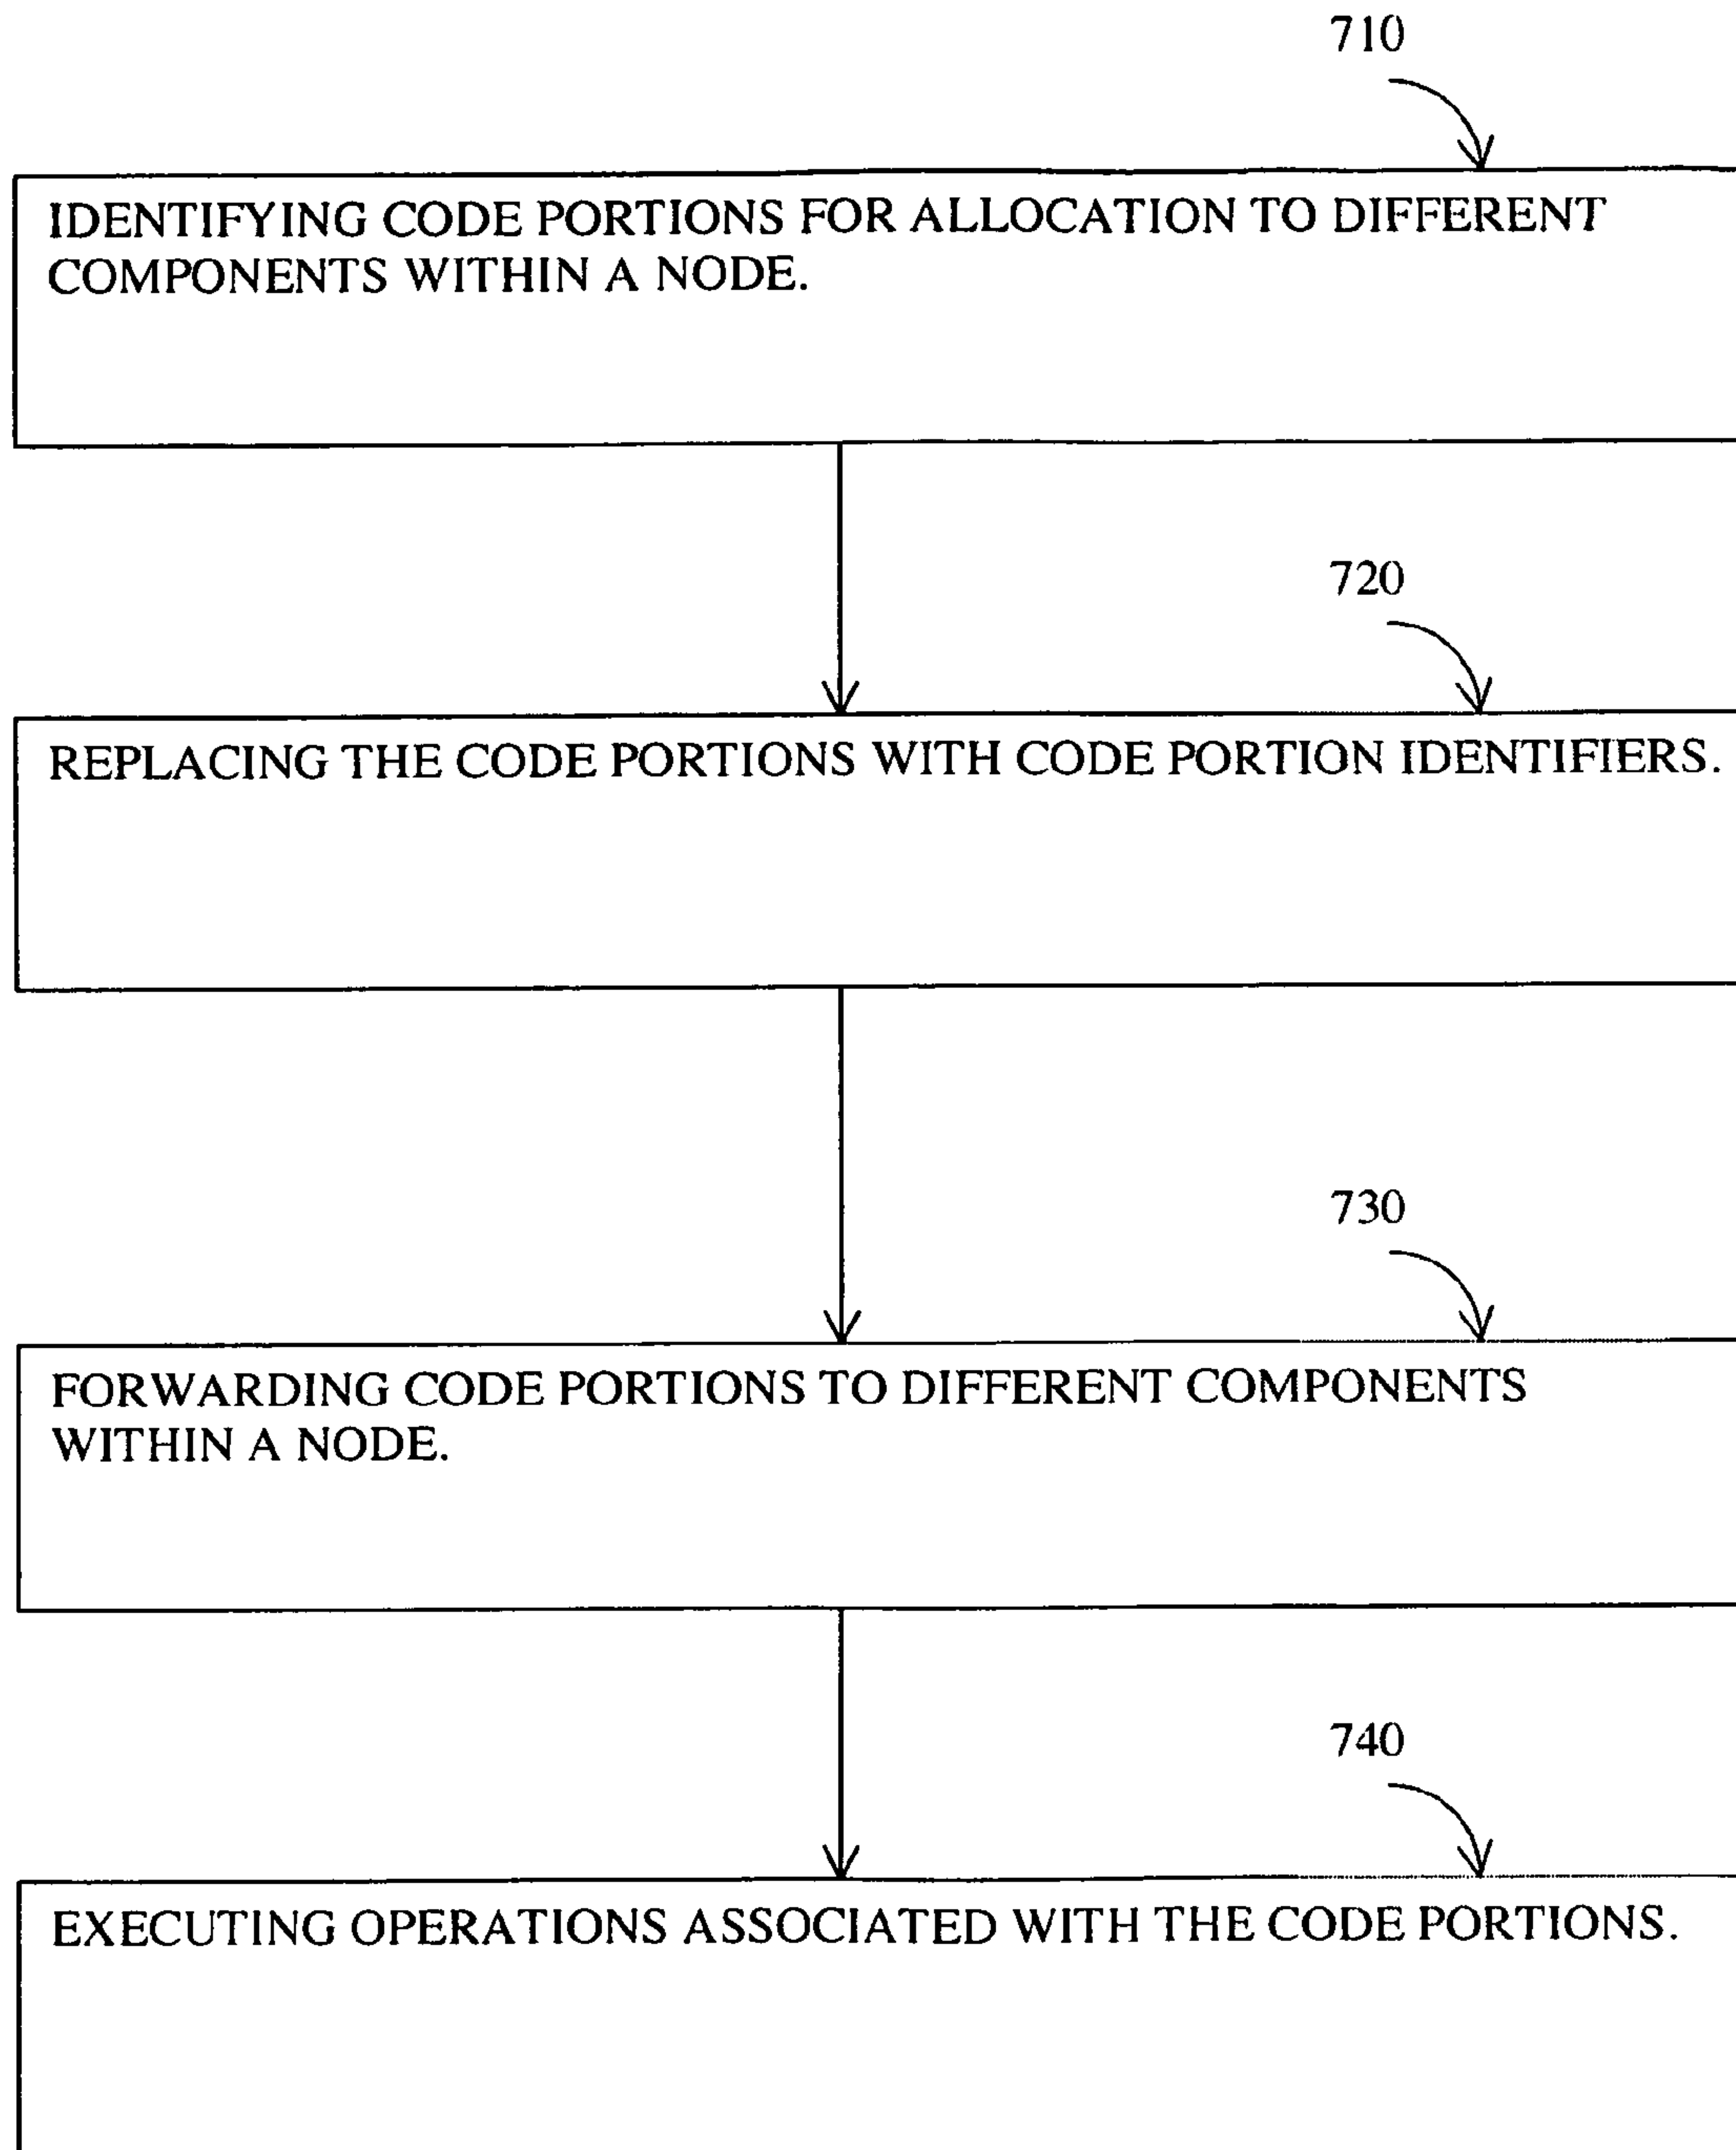 710
IDENTIFYING CODE PORTIONS FOR ALLOCATION TO DIFFERENT
COMPONENTS WITHIN A NODE.
720
REPLACING THE CODE PORTIONS WITH CODE PORTION IDENTIFIERS.
730
FORWARDING CODE PORTIONS TO DIFFERENT COMPONENTS
WITHIN A NODE.
740
EXECUTING OPERATIONS ASSOCIATED WITH THE CODE PORTIONS.